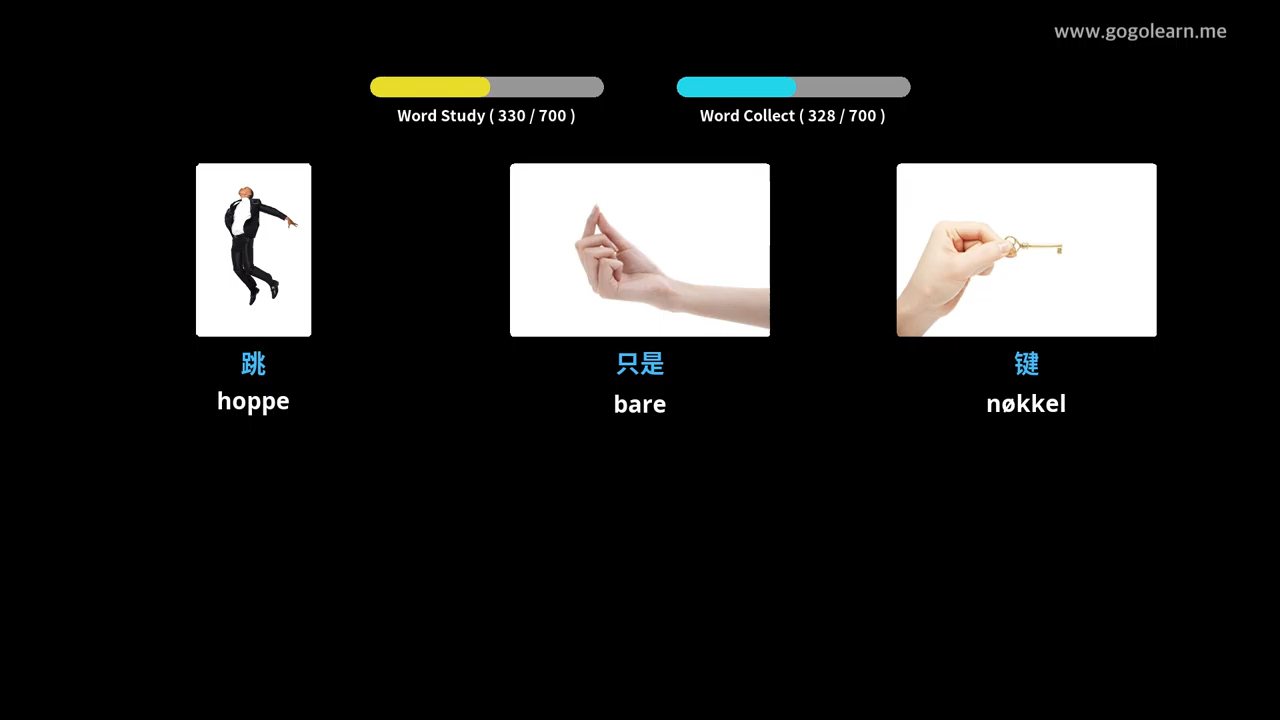 www.gogolearn.me
Word Study ( 330 / 700 )
Word Collect ( 328 / 700 )
跳
hoppe
只是
bare
键
nøkkel